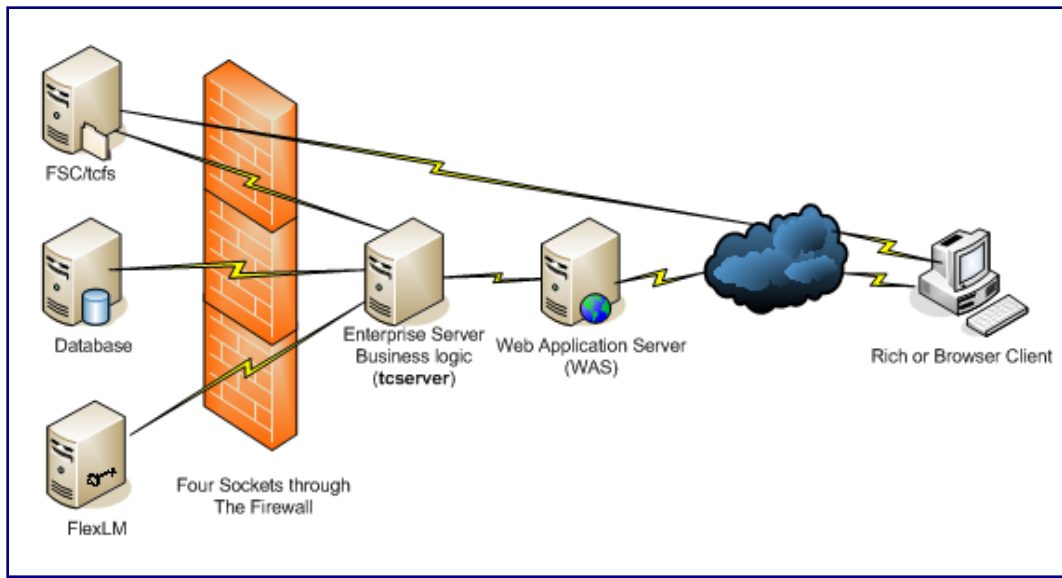 FSC/tcfs
Database
FlexLM
Four Sockets through
The Firewall
Enterprise Server
Business logic
(tcserver)
Web Application Server
(WAS)
Rich or Browser Client